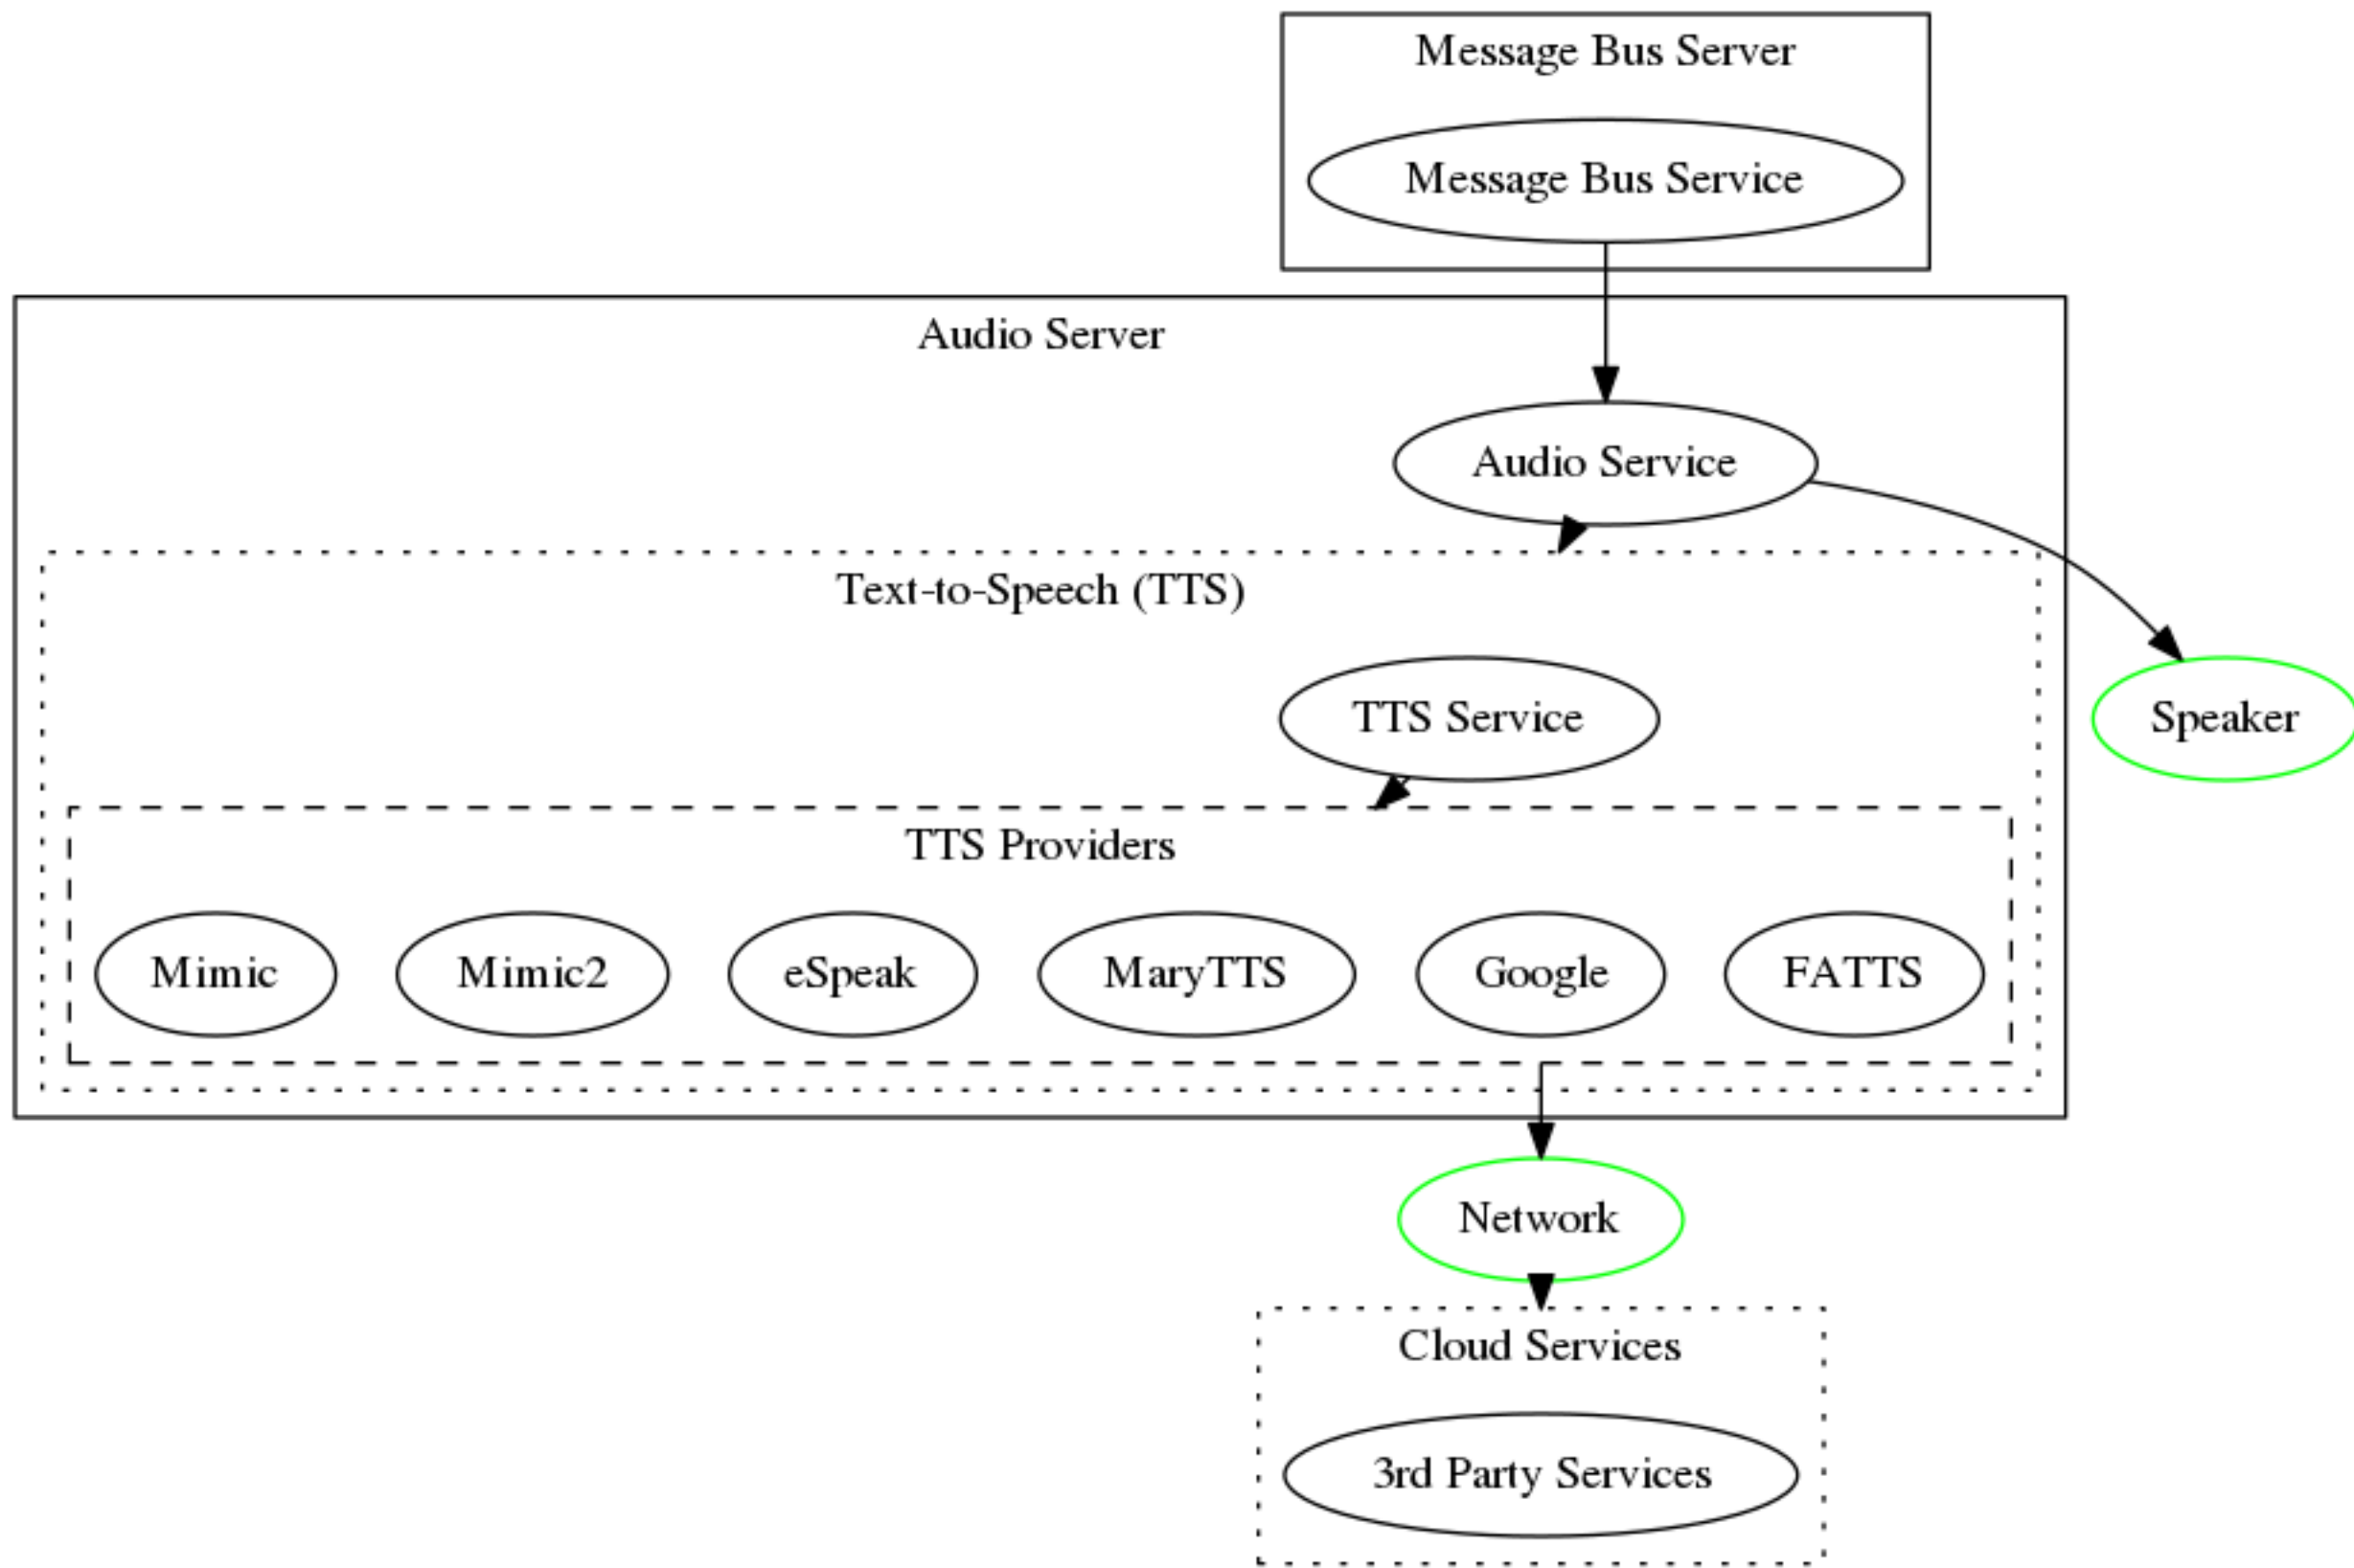 Message Bus Server
Message Bus Service
Audio Server
Audio Service
Text-to-Speech (TTS)
TTS Service
Speaker
TTS Providers
Mimic
Mimic2
eSpeak
MaryTTS
Google
FATTS
Network
Cloud Services
3rd Party Services